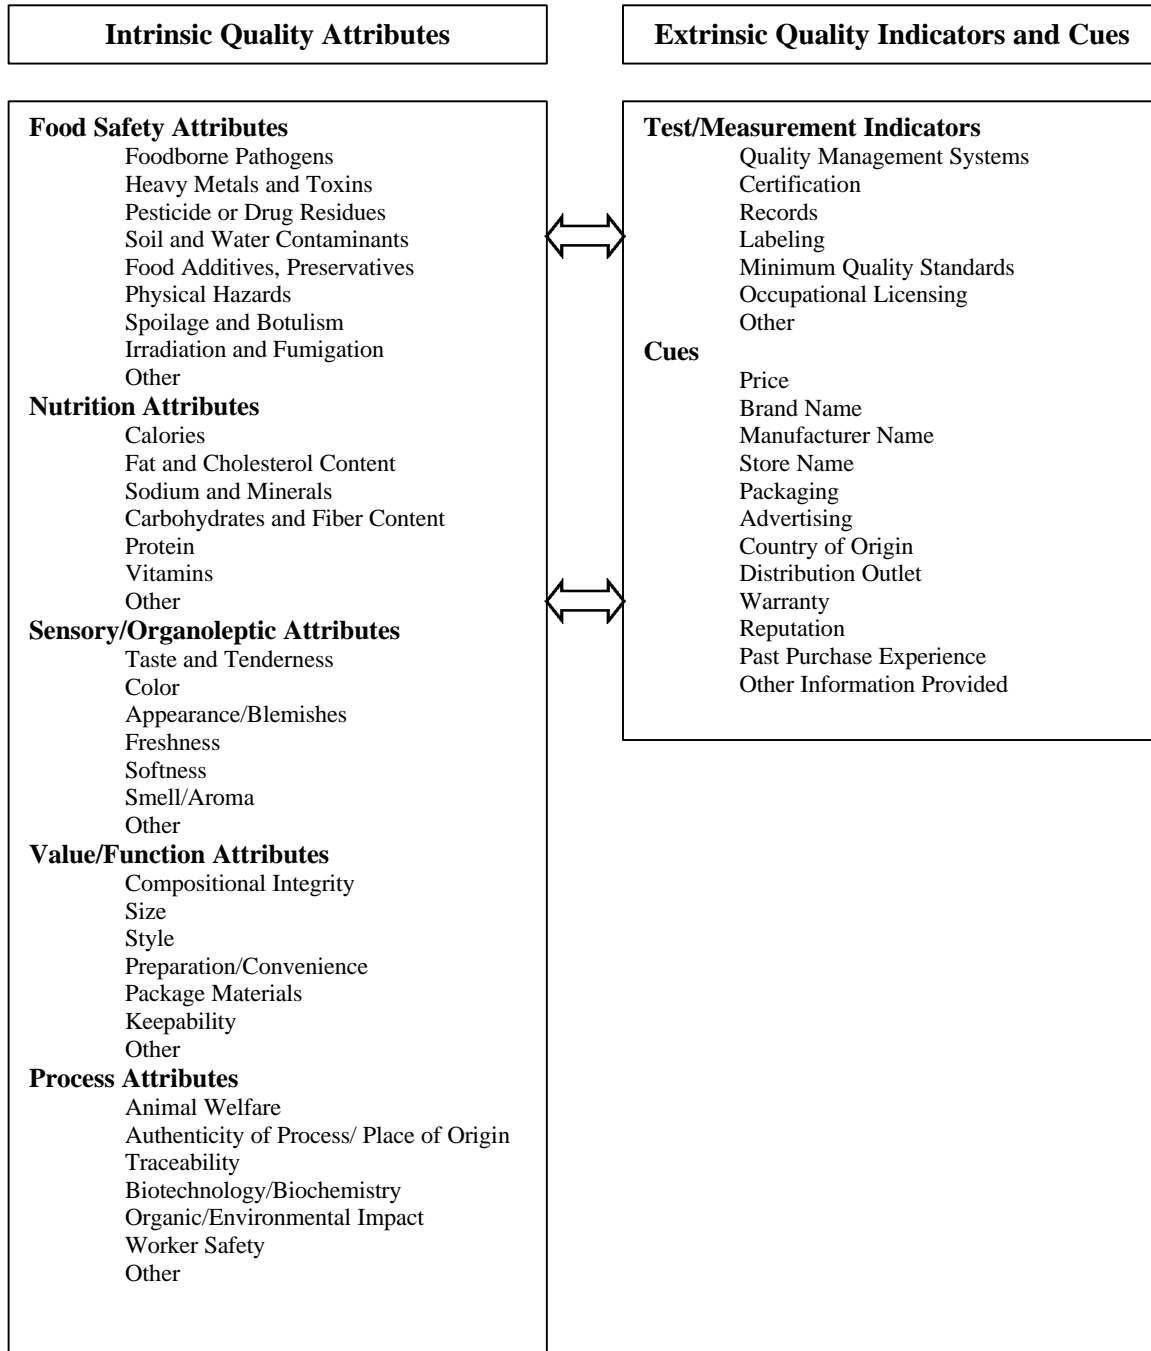 Intrinsic Quality Attributes
Extrinsic Quality Indicators and Cues
Food Safety Attributes
Foodborne Pathogens
Heavy Metals and Toxins
Pesticide or Drug Residues
Soil and Water Contaminants
Food Additives, Preservatives
Physical Hazards
Spoilage and Botulism
Irradiation and Fumigation
Other
Nutrition Attributes
Calories
Fat and Cholesterol Content
Sodium and Minerals
Carbohydrates and Fiber Content
Protein
Vitamins
Other
Sensory/Organoleptic Attributes
Taste and Tenderness
Color
Appearance/Blemishes
Freshness
Softness
Smell/Aroma
Other
Value/Function Attributes
Compositional Integrity
Size
Style
Preparation/Convenience
Package Materials
Keepability
Other
Process Attributes
Animal Welfare
Authenticity of Process/ Place of Origin
Traceability
Biotechnology/Biochemistry
Organic/Environmental Impact
Worker Safety
Other
Test/Measurement Indicators
Quality Management Systems
Certification
Records
Labeling
Minimum Quality Standards
Occupational Licensing
Other
Cues
Price
Brand Name
Manufacturer Name
Store Name
Packaging
Advertising
Country of Origin
Distribution Outlet
Warranty
Reputation
Past Purchase Experience
Other Information Provided